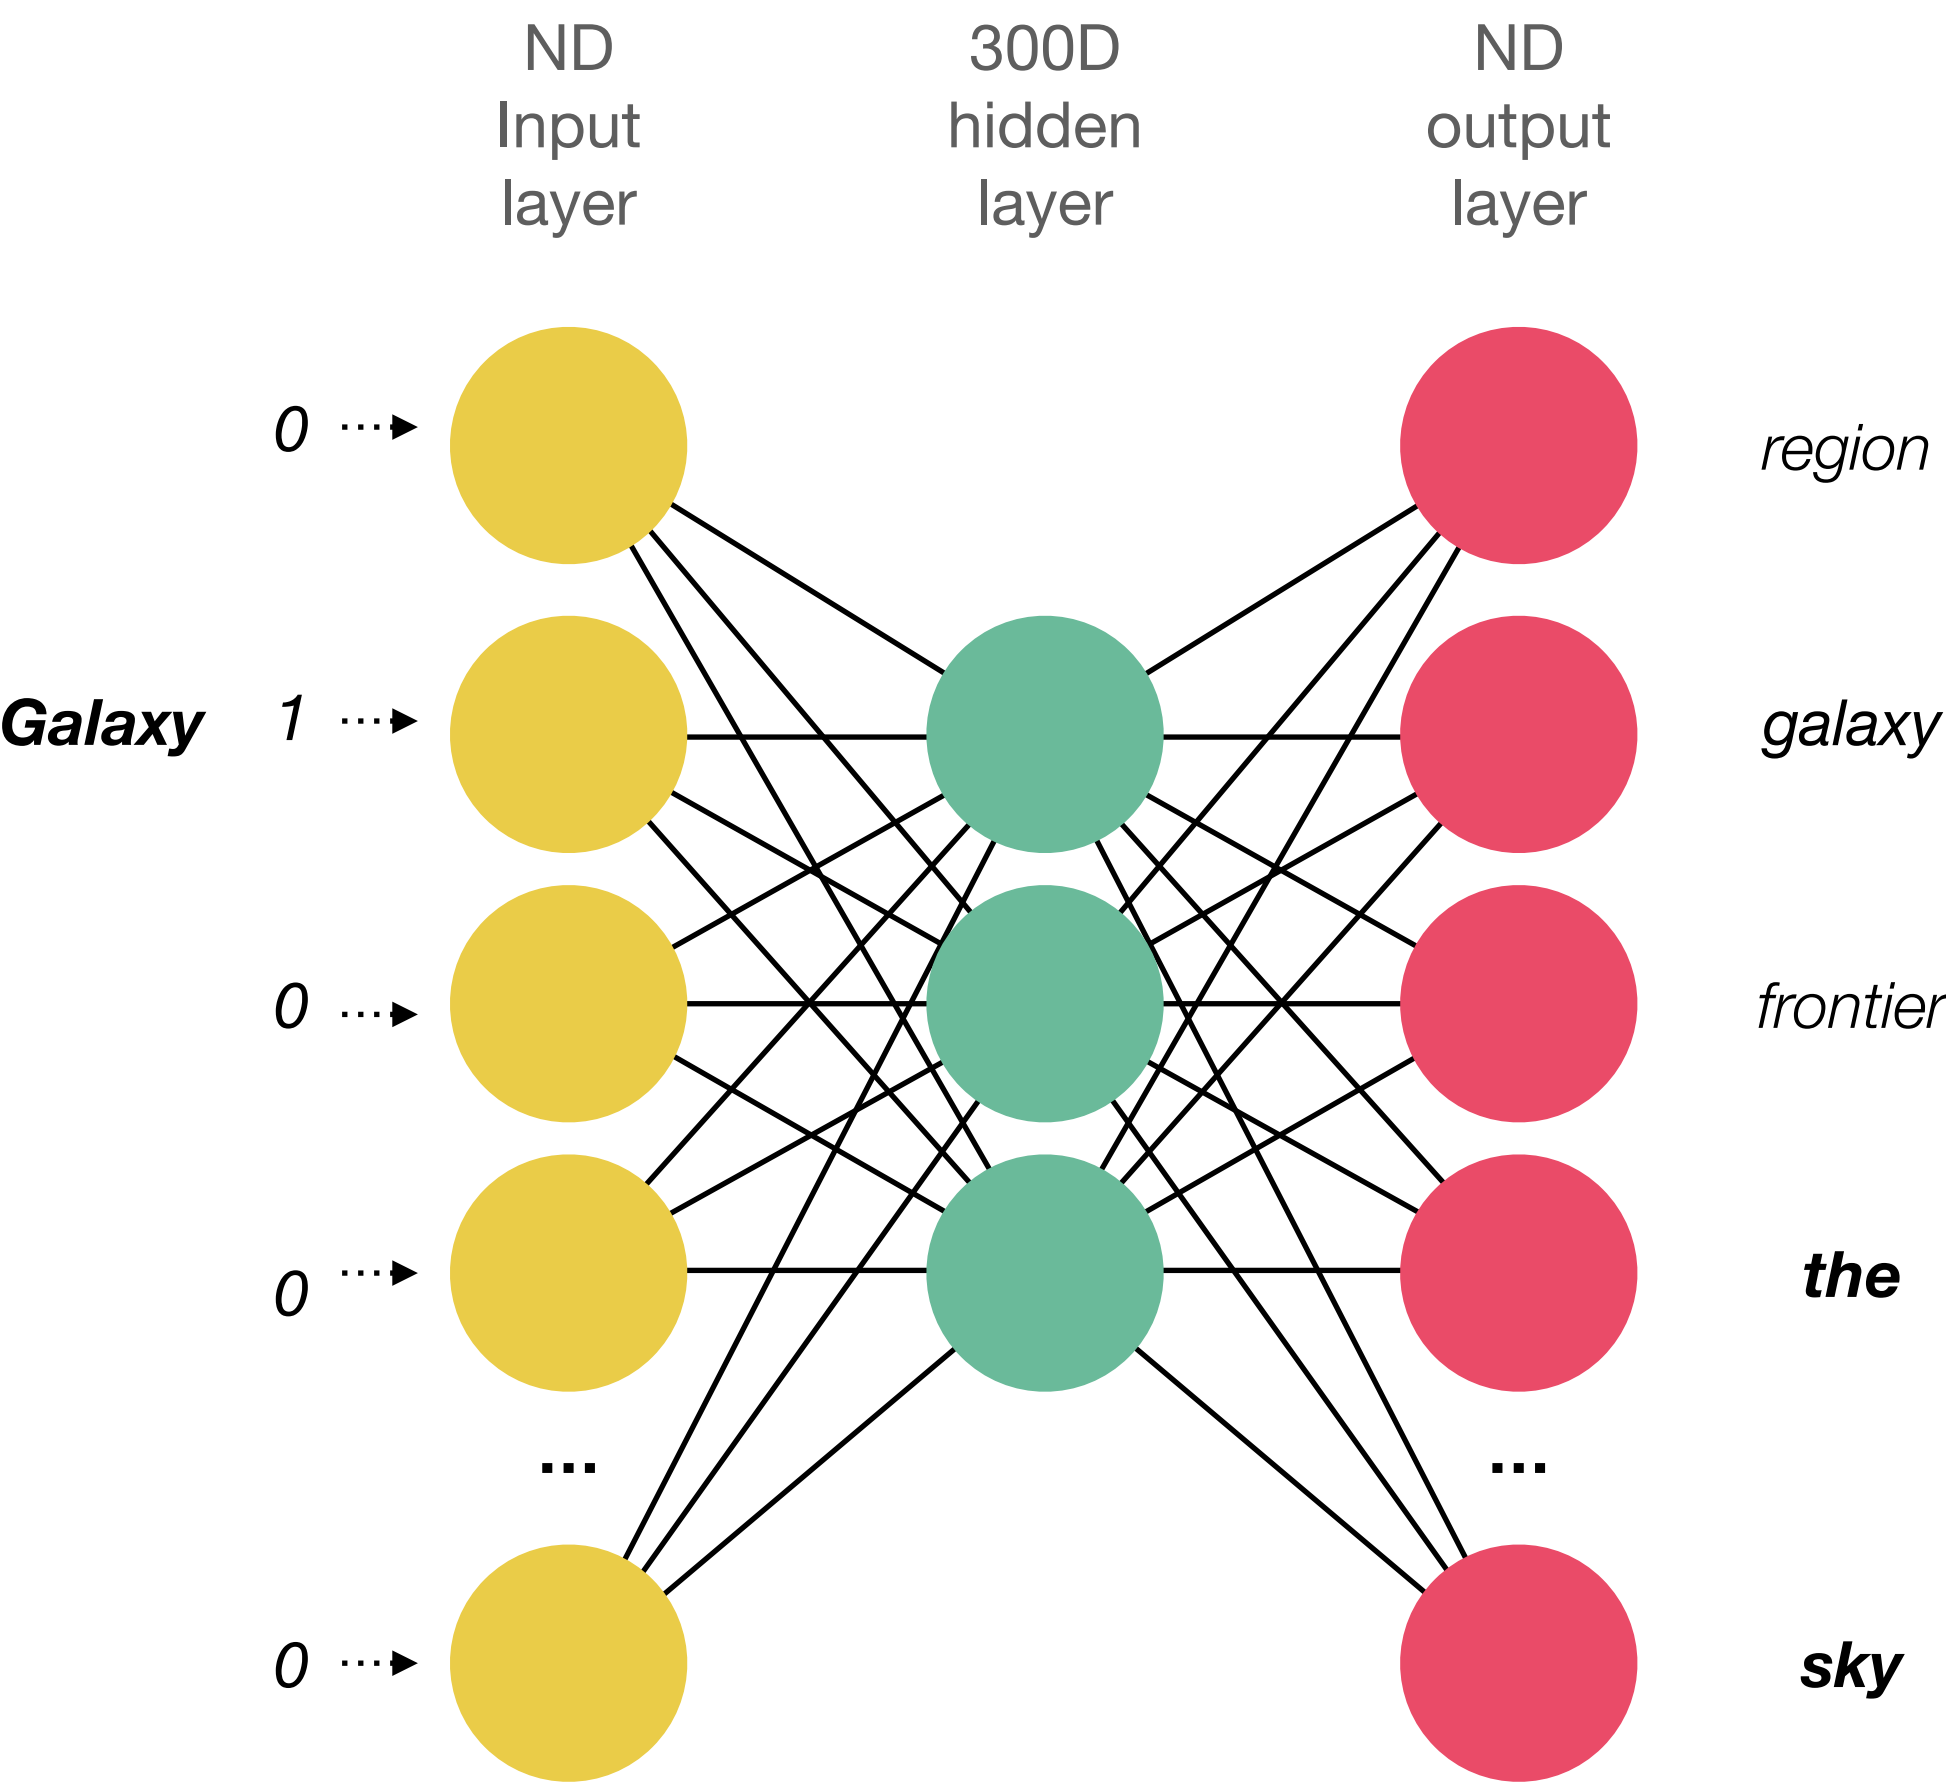 ND
Input
layer
300D
hidden
layer
ND
output
layer
0
region
Galaxy 1
galaxy
0
frontier
0
the
...
...
0
sky